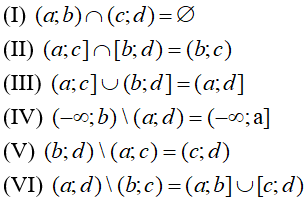 (I) (a;b)∩(c;d)=∅
(II) (a;c]∩[b;d)=(b;c)
(III) (a;c]∪(b;d]=(a;d]
(IV) (−∞;b)\(a;d)=(−∞;a]
(V) (b;d)\(a;c)=(c;d)
(VI) (a;d)\(b;c)=(a;b]∪[c;d)